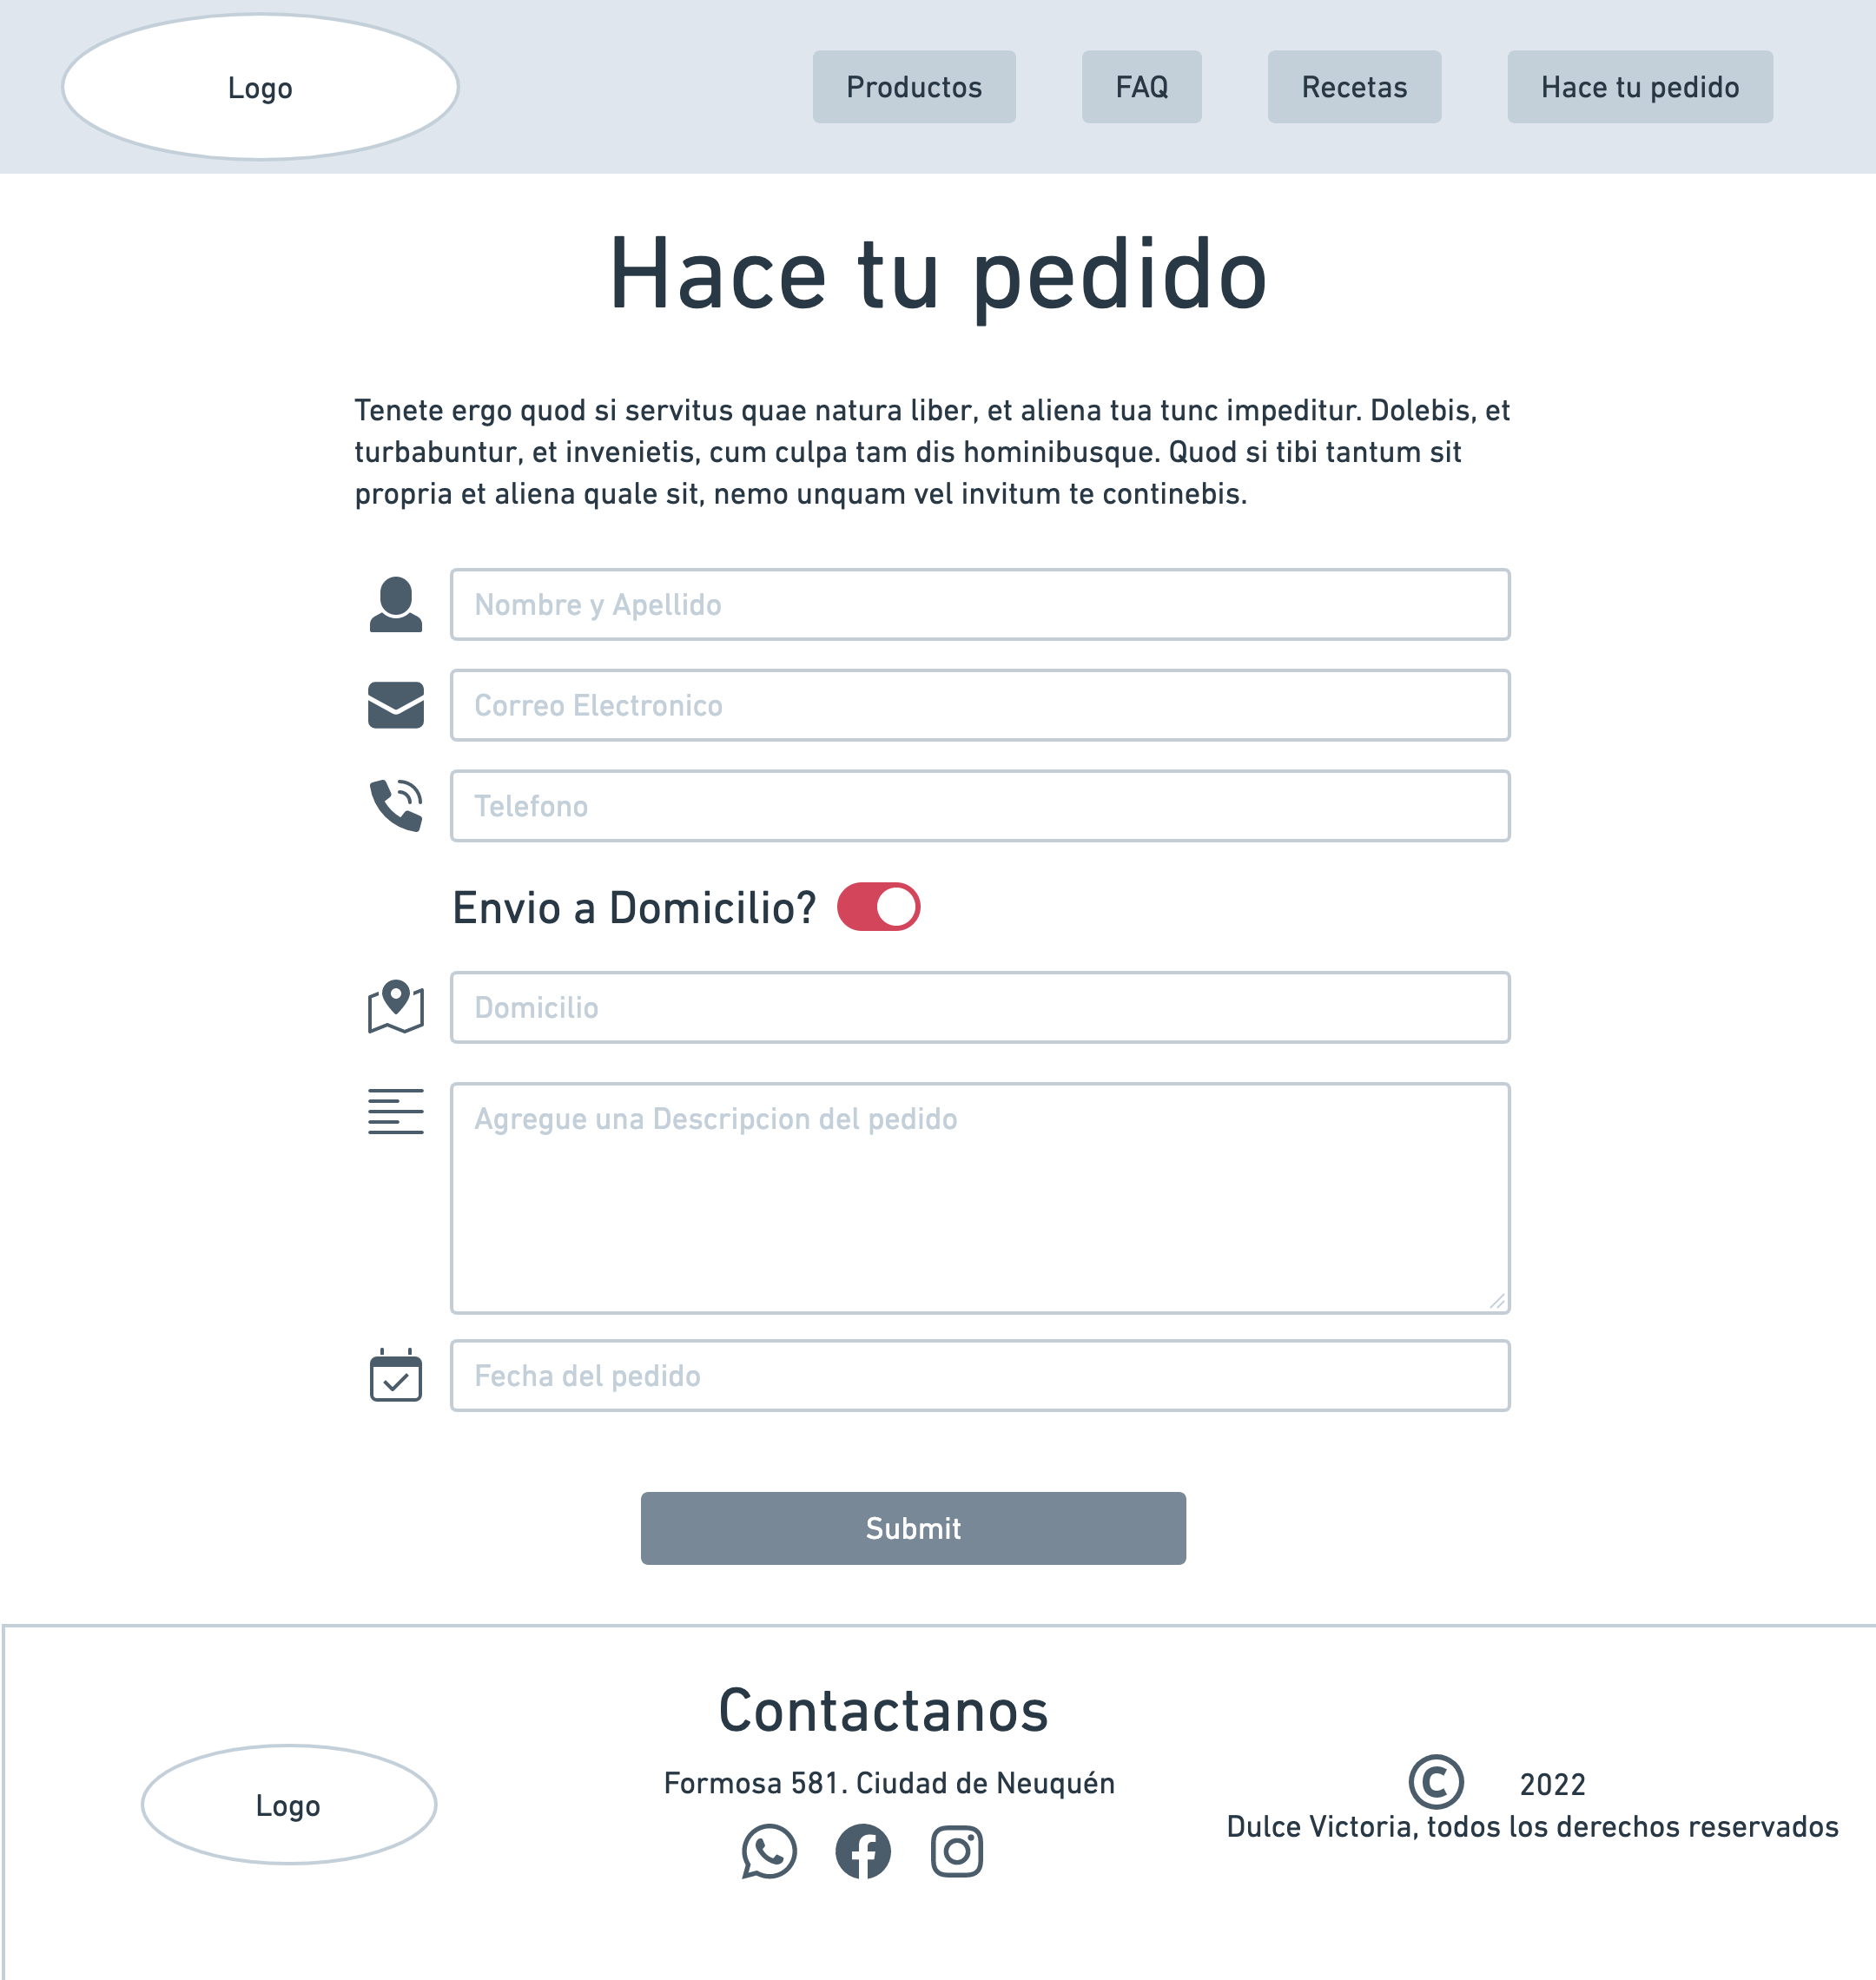 Logo
Productos
FAQ
Recetas
Hace tu pedido
Hace tu pedido
Tenete ergo quod si servitus quae natura liber, et aliena tua tunc impeditur. Dolebis, et
turbabuntur, et invenietis, cum culpa tam dis hominibusque. Quod si tibi tantum sit
propria et aliena quale sit, nemo unquam vel invitum te continebis.
Nombre y Apellido
Correo Electronico
Telefono
Envio a Domicilio?
Domicilio
Agregue una Descripcion del pedido
Fecha del pedido
Submit
Logo
Contactanos
Formosa 581. Ciudad de Neuquén
© 2022
Dulce Victoria, todos los derechos reservados